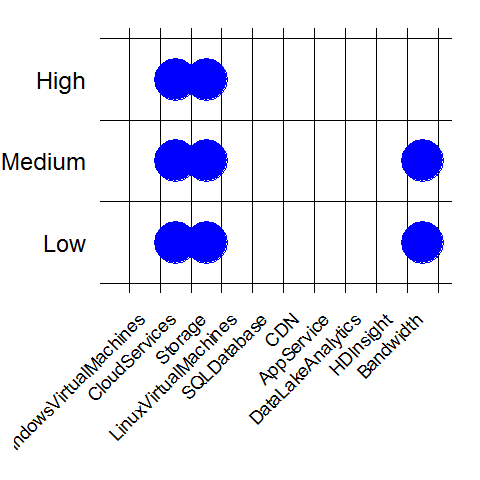 High
Medium
Low
ndowsVirtualMachines
CloudServices
Storage
LinuxVirtualMachines
SQLDatabase
CDN
AppService
DataLakeAnalytics
HDInsight
Bandwidth